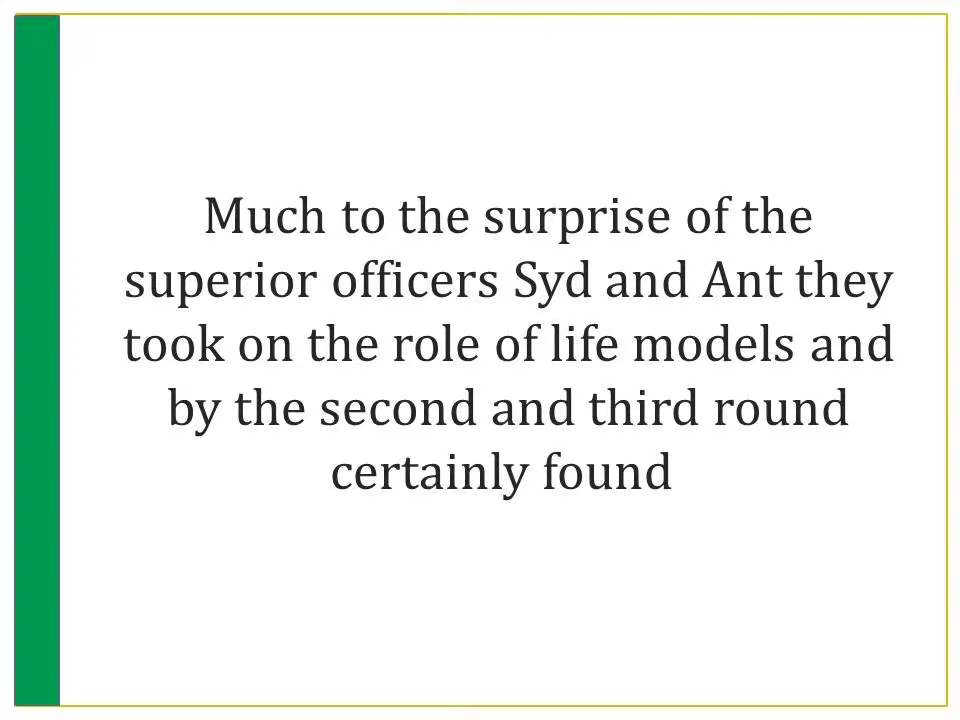 Much to the surprise of the
superior officers Syd and Ant they
took on the role of life models and
by the second and third round
certainly found